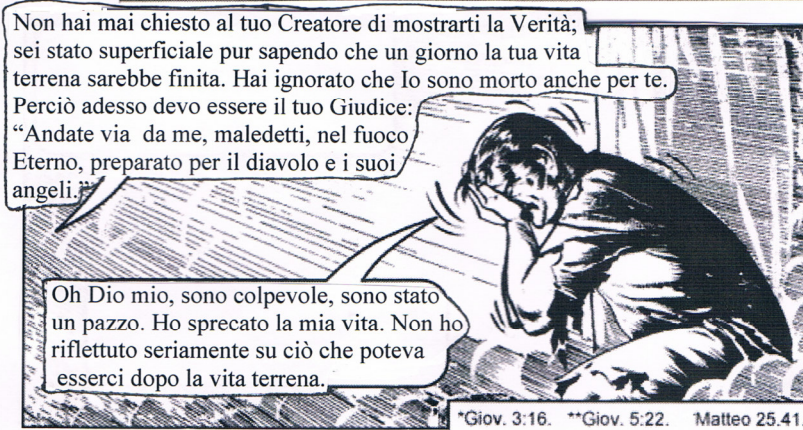 Non hai mai chiesto al tuo Creatore di mostrarti la Verità;
sei stato superficiale pur sapendo che un giorno la tua vita
terrena sarebbe finita. Hai ignorato che Io sono morto anche per te.
Perciò adesso devo essere il tuo Giudice:
“Andate via da me, maledetti, nel fuoco
Eterno, preparato per il diavolo e i suoi
angeli.”
Oh Dio mio, sono colpevole, sono stato
un pazzo. Ho sprecato la mia vita. Non ho
riflettuto seriamente su ciò che poteva
esserci dopo la vita terrena.
*Giov. 3:16. **Giov. 5:22. 'Matteo 25.41.